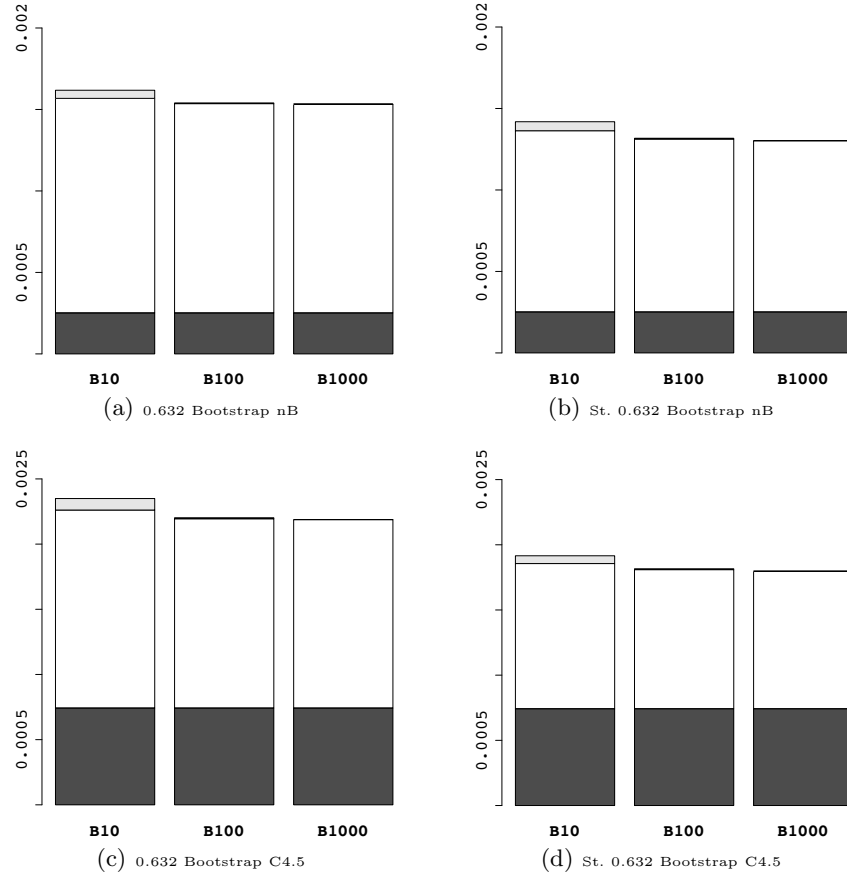 0.002
0.0005
B10 B100 B1000
(a) 0.632 Bootstrap nB
0.002
0.0005
B10 B100 B1000
(b) St. 0.632 Bootstrap nB
0.0025
0.0005
B10 B100 B1000
(c) 0.632 Bootstrap C4.5
0.0025
0.0005
B10 B100 B1000
(d) St. 0.632 Bootstrap C4.5